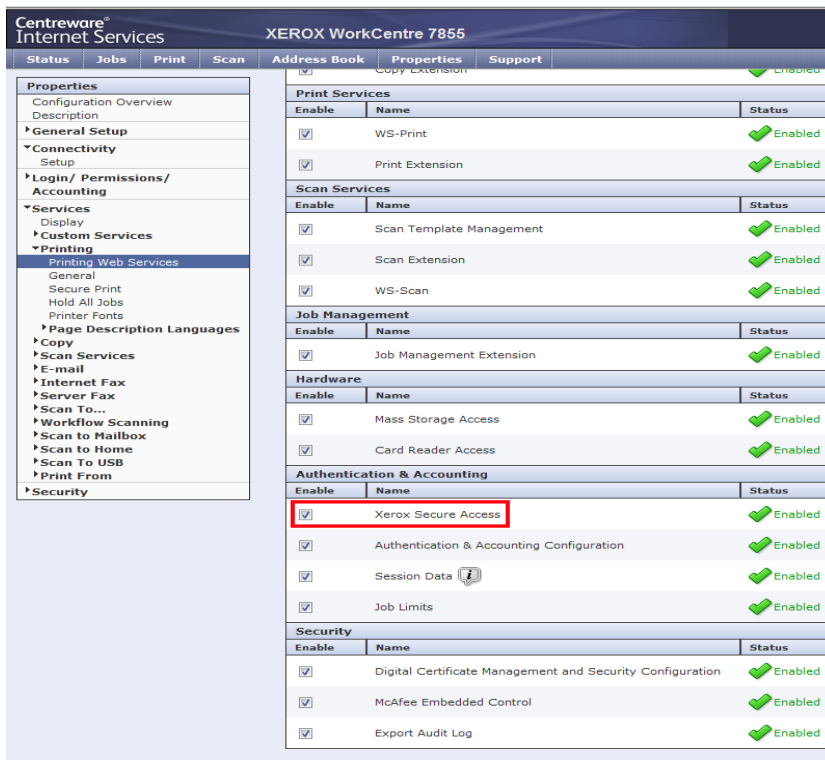 Centreware®
Internet Services
XEROX WorkCentre 7855
Status Jobs Print Scan Address Book Properties Support
Properties
Configuration Overview
Description
General Setup
Connectivity
Setup
Login/ Permissions/
Accounting
Services
Display
Custom Services
Printing
Printing Web Services
General
Secure Print
Hold All Jobs
Printer Fonts
Page Description Languages
Copy
Scan Services
E-mail
Internet Fax
Server Fax
Scan To...
Workflow Scanning
Scan to Mailbox
Scan to Home
Scan To USB
Print From
Security
Copy Extension Enabled
Print Services
Enable Name Status
WS-Print Enabled
Print Extension Enabled
Scan Services
Enable Name Status
Scan Template Management Enabled
Scan Extension Enabled
WS-Scan Enabled
Job Management
Enable Name Status
Job Management Extension Enabled
Hardware
Enable Name Status
Mass Storage Access Enabled
Card Reader Access Enabled
Authentication & Accounting
Enable Name Status
Xerox Secure Access Enabled
Authentication & Accounting Configuration Enabled
Session Data i Enabled
Job Limits Enabled
Security
Enable Name Status
Digital Certificate Management and Security Configuration Enabled
McAfee Embedded Control Enabled
Export Audit Log Enabled